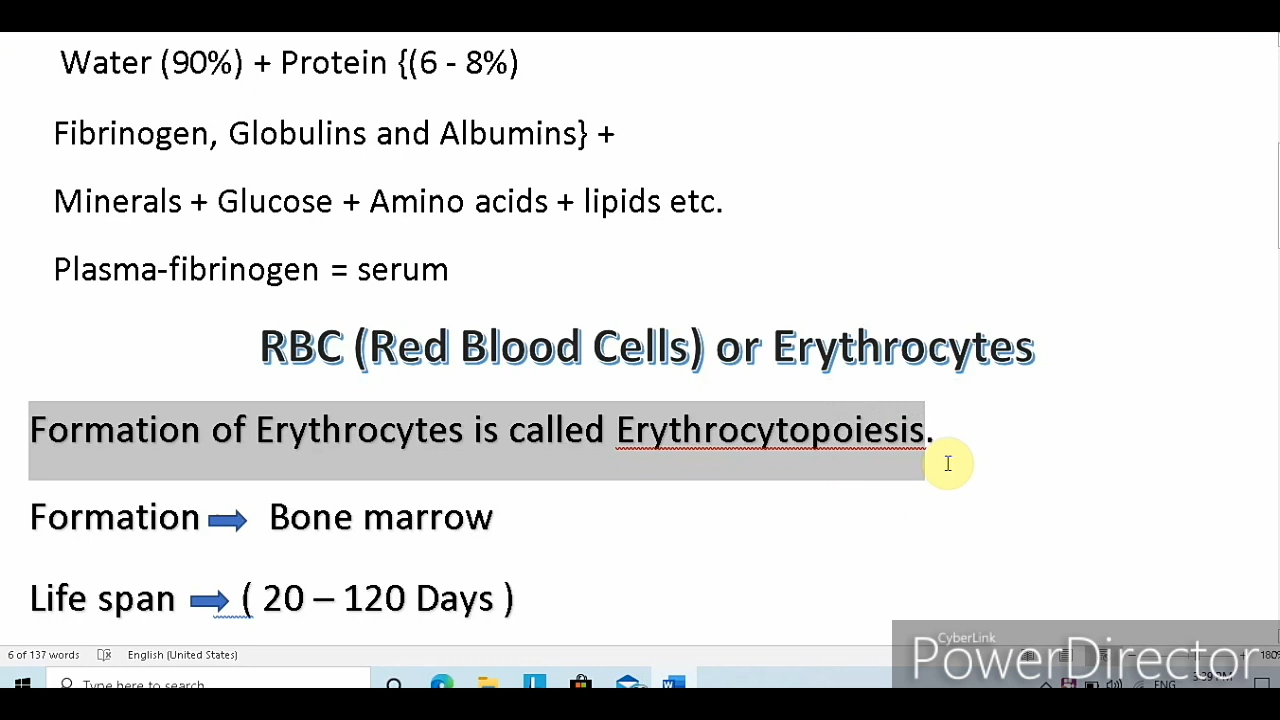 Water (90%) + Protein {(6 - 8%)
Fibrinogen, Globulins and Albumins} +
Minerals + Glucose + Amino acids + lipids etc.
Plasma-fibrinogen = serum
RBC (Red Blood Cells) or Erythrocytes
Formation of Erythrocytes is called Erythrocytopoiesis.
Formation Bone marrow
Life span ( 20 – 120 Days )
CyberLink
PowerDirector
6 of 137 words English (United States)
Type here to search
ENG